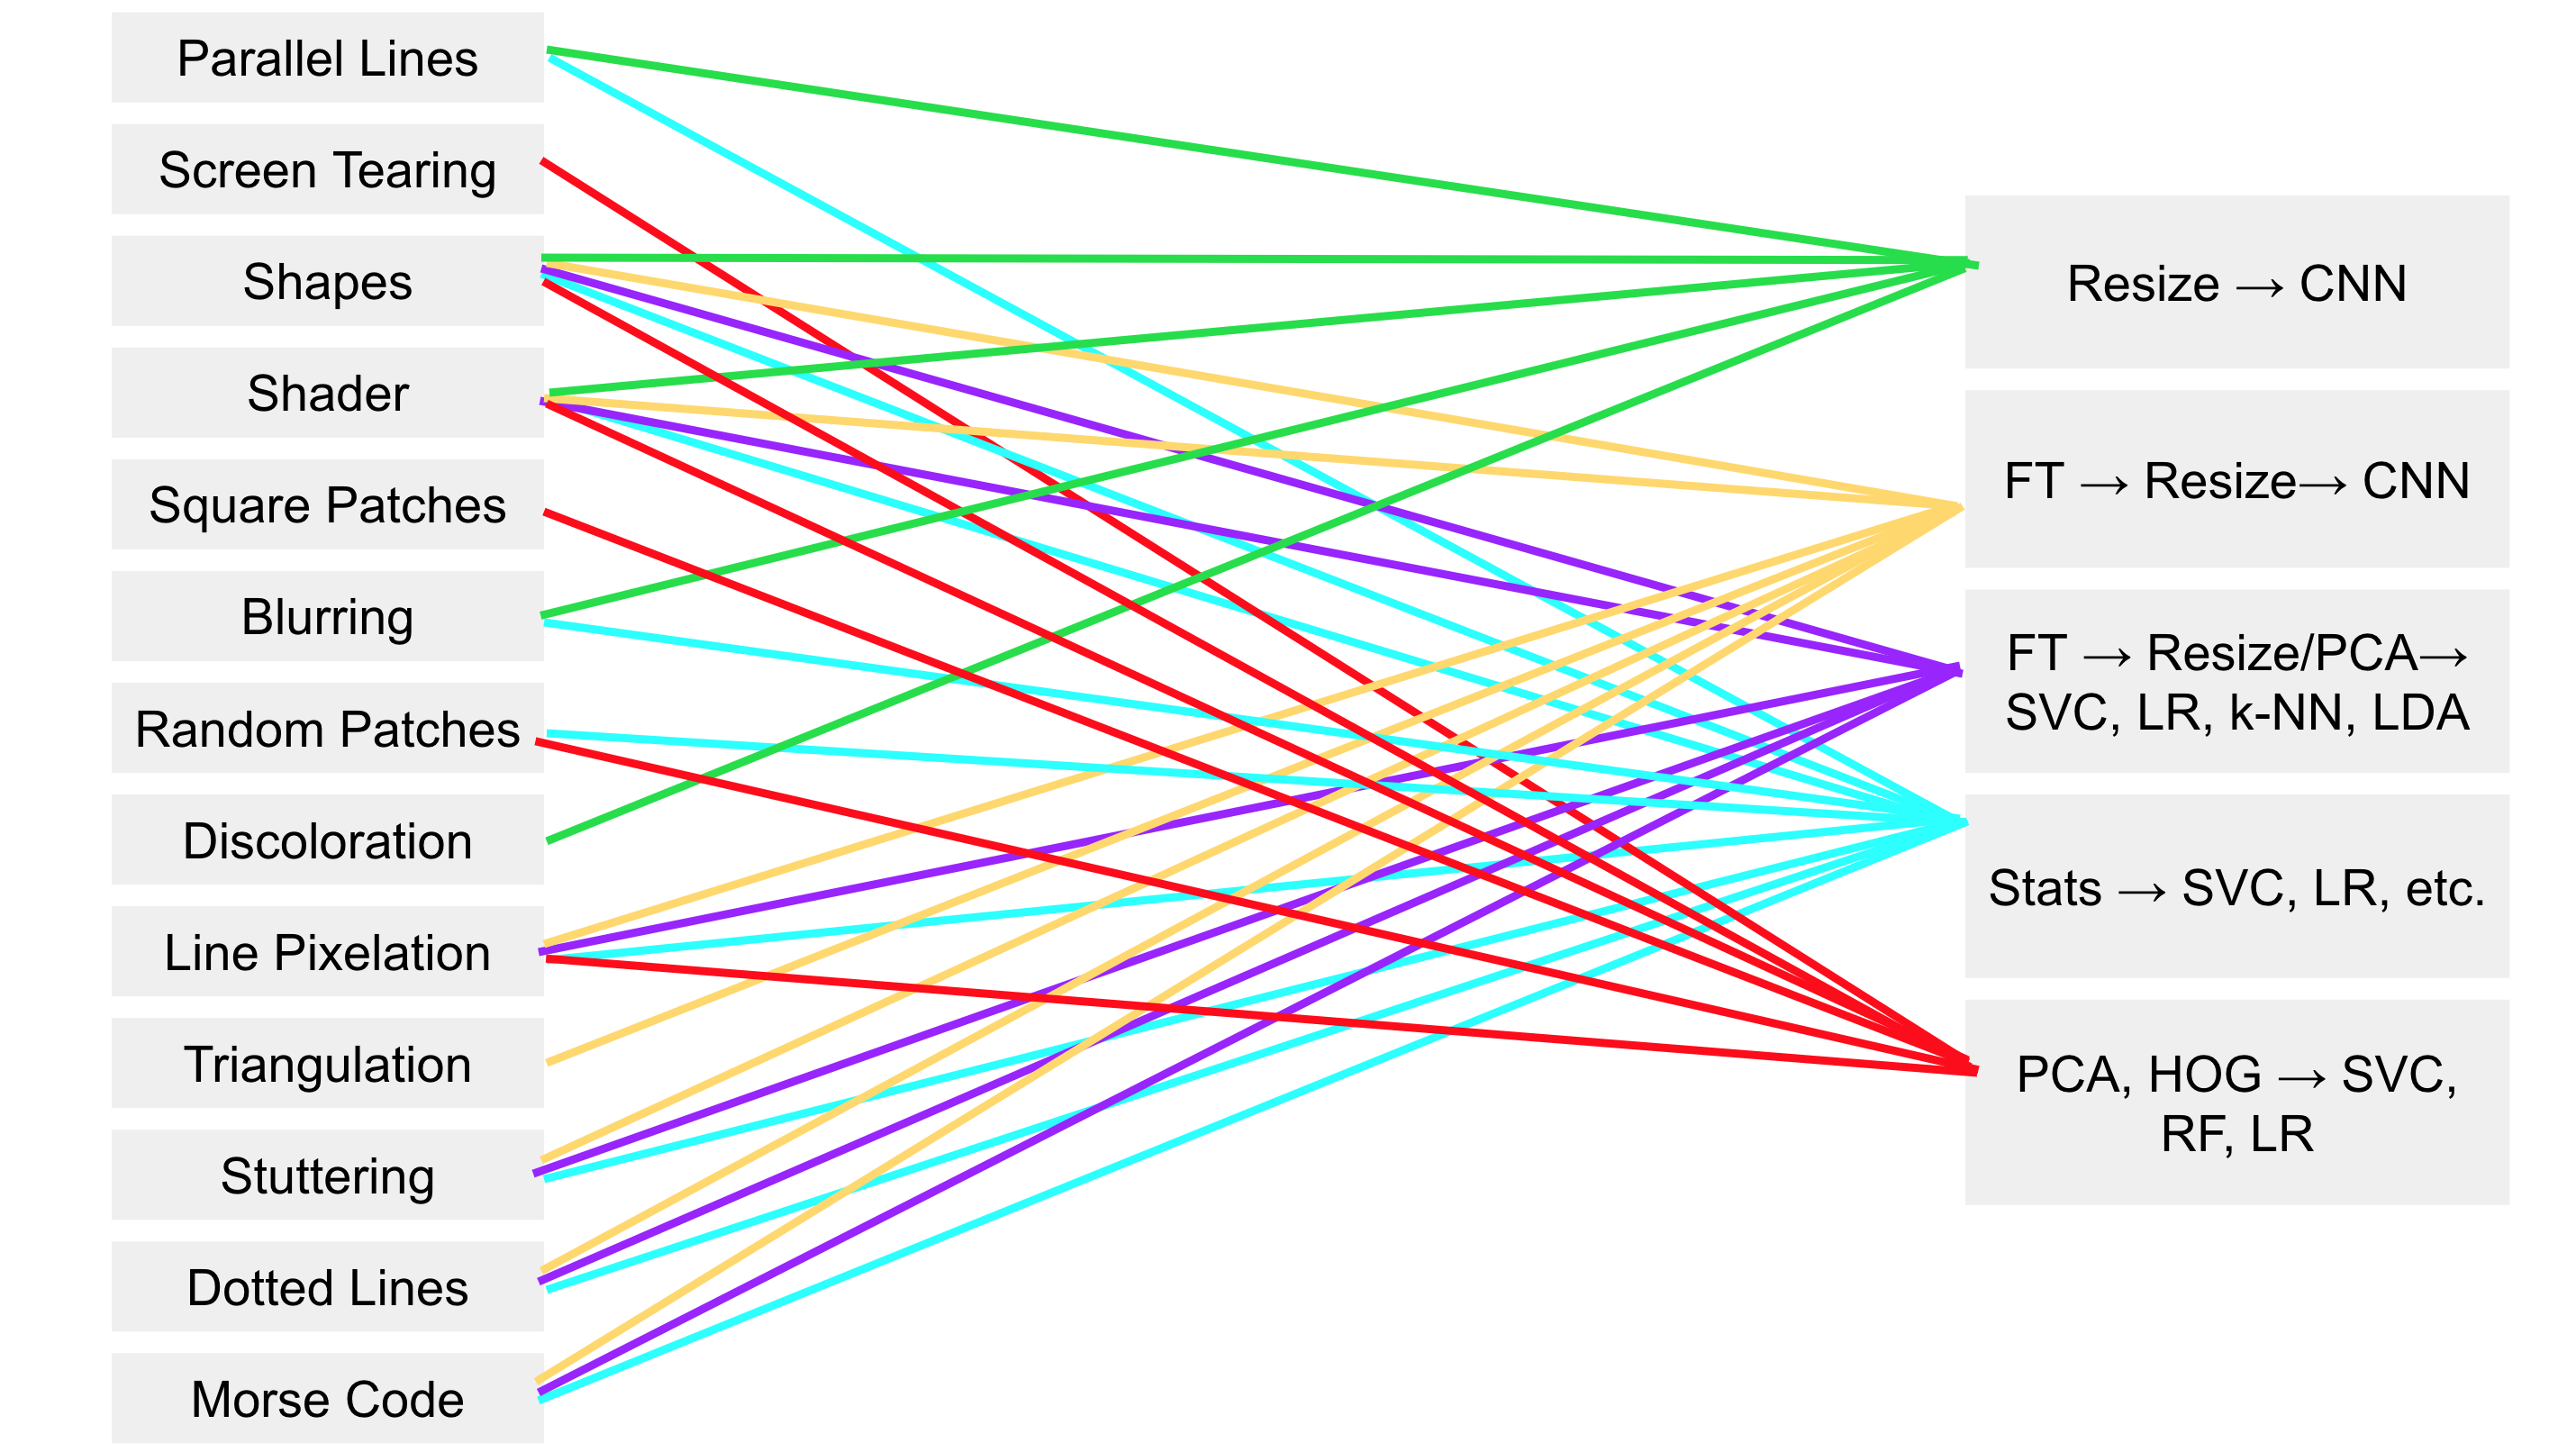 Parallel Lines
Screen Tearing
Shapes
Shader
Square Patches
Blurring
Random Patches
Discoloration
Line Pixelation
Triangulation
Stuttering
Dotted Lines
Morse Code
Resize → CNN
FT → Resize→ CNN
FT → Resize/PCA→
SVC, LR, k-NN, LDA
Stats → SVC, LR, etc.
PCA, HOG → SVC,
RF, LR